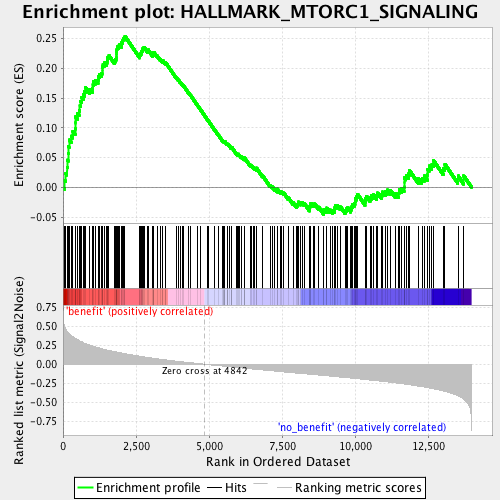 Enrichment plot: HALLMARK_MTORC1_SIGNALING
Enrichment score (ES)
0.25
0.20
0.15
0.10
0.05
0.00
-0.05
Ranked list metric (Signal2Noise)
0.75
0.50
0.25
0.00
-0.25
-0.50
-0.75
'benefit' (positively correlated)
Zero cross at 4842
'no_benefit' (negatively correlated)
0
2,500
5,000
7,500
10,000
12,500
Rank in Ordered Dataset
Enrichment profile
Hits
Ranking metric scores